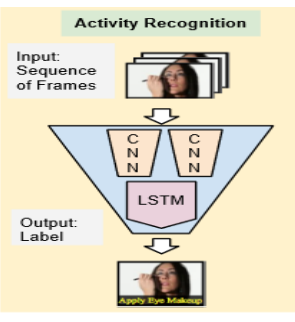 Activity Recognition
Input:
Sequence
of Frames
C
N
N
C
N
N
LSTM
Output:
Label
Apply Eye Makeup